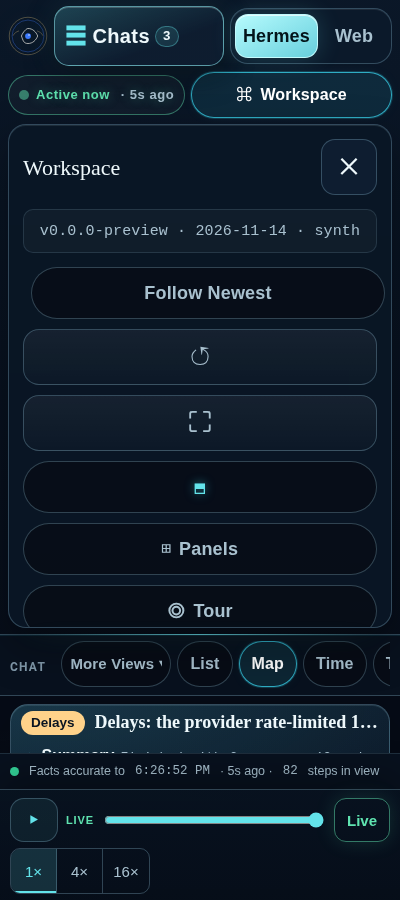 Chats 3 Hermes Web
Active now · 5s ago ⌘ Workspace
Workspace
v0.0.0-preview · 2026-11-14 · synth
Follow Newest
Panels
Tour
CHAT More Views List Map Time
Delays Delays: the provider rate-limited 1…
Facts accurate to 6:26:52 PM · 5s ago · 82 steps in view
LIVE Live
1× 4× 16×